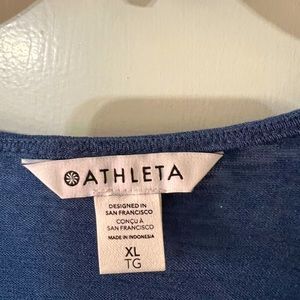 ATHLETA
DESIGNED IN
SAN FRANCISCO
CONÇU À
SAN FRANCISCO
MADE IN INDONESIA
XL
TG